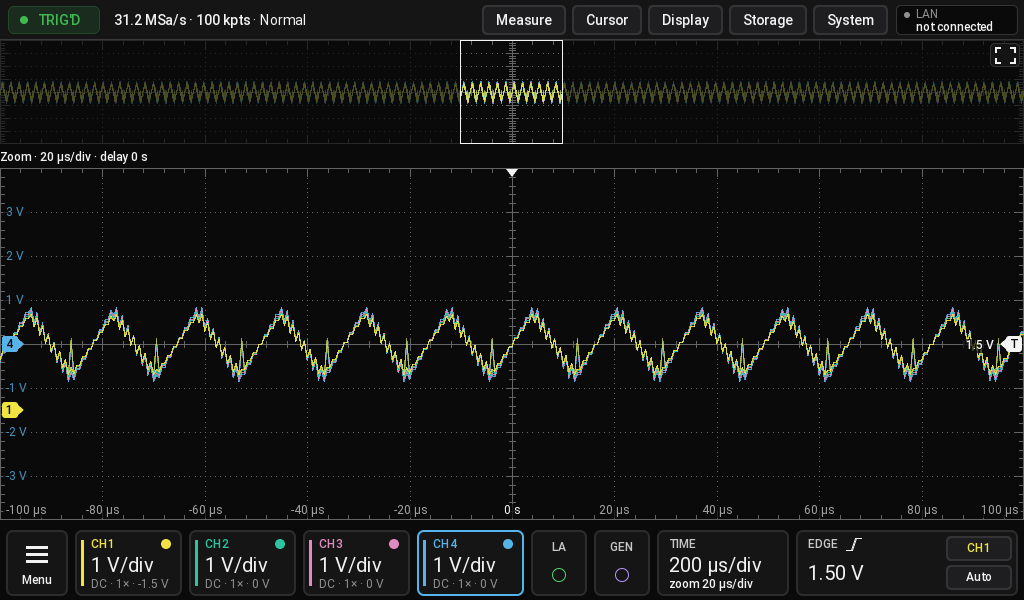 TRIG'D
31.2 MSa/s · 100 kpts · Normal
Measure
Cursor
Display
Storage
System
LAN
not connected
Zoom · 20 µs/div · delay 0 s
3 V
2 V
1 V
4
1.5 V
T
-1 V
1
-2 V
-3 V
-100 µs
-80 µs
-60 µs
-40 µs
-20 µs
0 s
20 µs
40 µs
60 µs
80 µs
100 µs
Menu
CH1
1 V/div
DC · 1× · -1.5 V
CH2
1 V/div
DC · 1× · 0 V
CH3
1 V/div
DC · 1× · 0 V
CH4
1 V/div
DC · 1× · 0 V
LA
GEN
TIME
200 µs/div
zoom 20 µs/div
EDGE
1.50 V
CH1
Auto